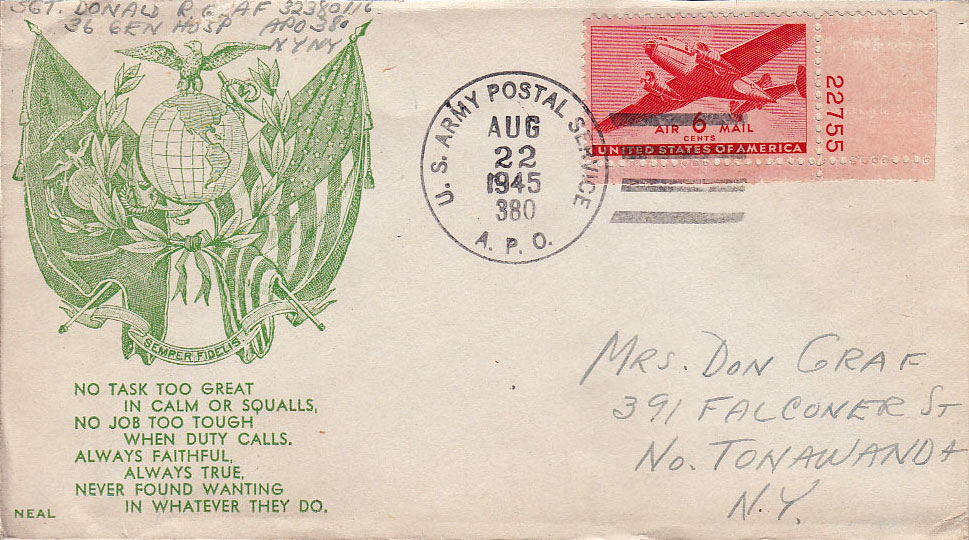 SGT. DONALD R. GRAF 32380116
36 GEN HOSP APO 380
NYNY
U. S. ARMY POSTAL SERVICE
AUG
22
1945
380
A. P. O.
AIR 6 MAIL
CENTS
UNITED STATES OF AMERICA
22755
SEMPER FIDELIS.
NO TASK TOO GREAT
IN CALM OR SQUALLS,
NO JOB TOO TOUGH
WHEN DUTY CALLS.
ALWAYS FAITHFUL,
ALWAYS TRUE,
NEVER FOUND WANTING
IN WHATEVER THEY DO.
NEAL
MRS. DON GRAF
391 FALCONER ST
NO. TONAWANDA
N.Y.